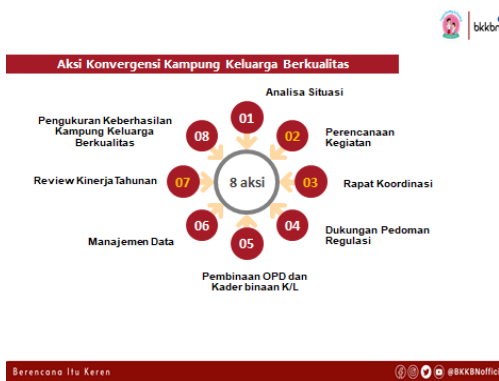 bkkbn
Aksi Konvergensi Kampung Keluarga Berkualitas
Analisa Situasi
01
02
Perencanaan
Kegiatan
03
Rapat Koordinasi
04
Dukungan Pedoman
Regulasi
05
Pembinaan OPD dan
Kader binaan K/L
06
Manajemen Data
07
Review KinerjaTahunan
08
Pengukuran Keberhasilan
Kampung Keluarga
Berkualitas
8 aksi
Berencana Itu Keren
@BKKBNoffici